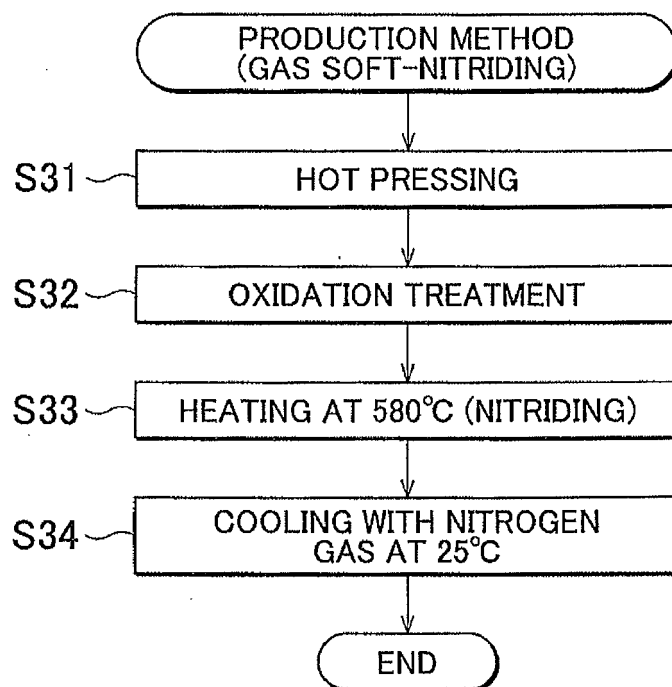 PRODUCTION METHOD
(GAS SOFT-NITRIDING)
S31
HOT PRESSING
S32
OXIDATION TREATMENT
S33
HEATING AT 580°C (NITRIDING)
S34
COOLING WITH NITROGEN
GAS AT 25°C
END